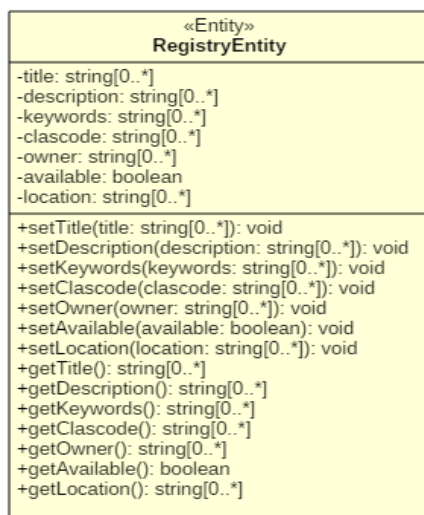 «Entity»
RegistryEntity
-title: string[0..*]
-description: string[0..*]
-keywords: string[0..*]
-clascode: string[0..*]
-owner: string[0..*]
-available: boolean
-location: string[0..*]
+setTitle(title: string[0..*]): void
+setDescription(description: string[0..*]): void
+setKeywords(keywords: string[0..*]): void
+setClascode(clascode: string[0..*]): void
+setOwner(owner: string[0..*]): void
+setAvailable(available: boolean): void
+setLocation(location: string[0..*]): void
+getTitle(): string[0..*]
+getDescription(): string[0..*]
+getKeywords(): string[0..*]
+getClascode(): string[0..*]
+getOwner(): string[0..*]
+getAvailable(): boolean
+getLocation(): string[0..*]